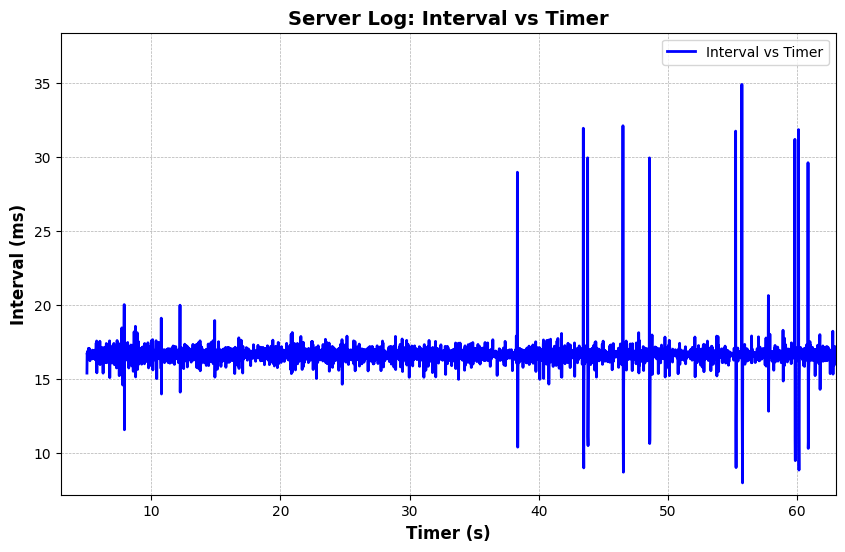 Server Log: Interval vs Timer
Interval vs Timer
35
30
25
20
15
10
Interval (ms)
10 20 30 40 50 60
Timer (s)